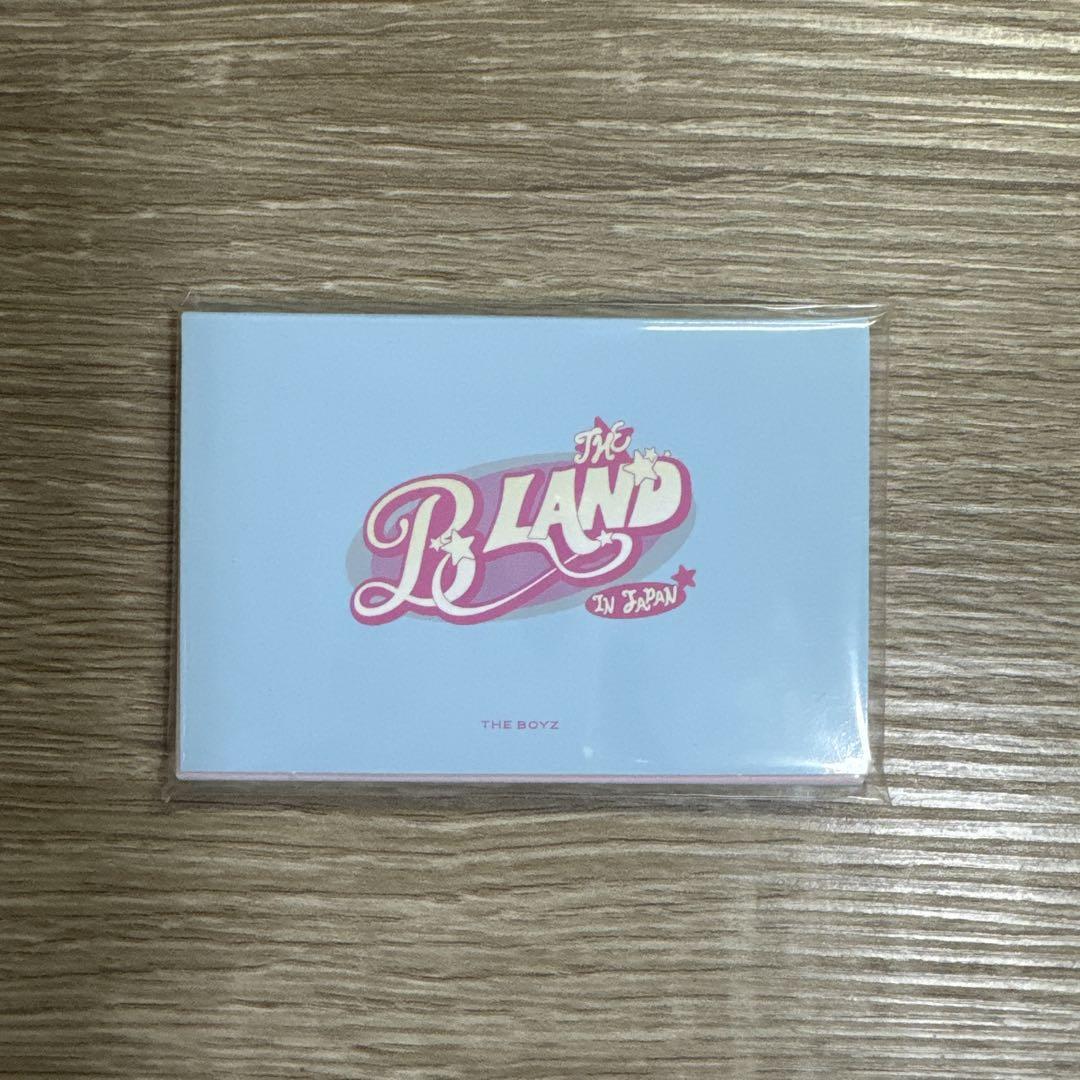 THE
B LAND
IN JAPAN
THE BOYZ